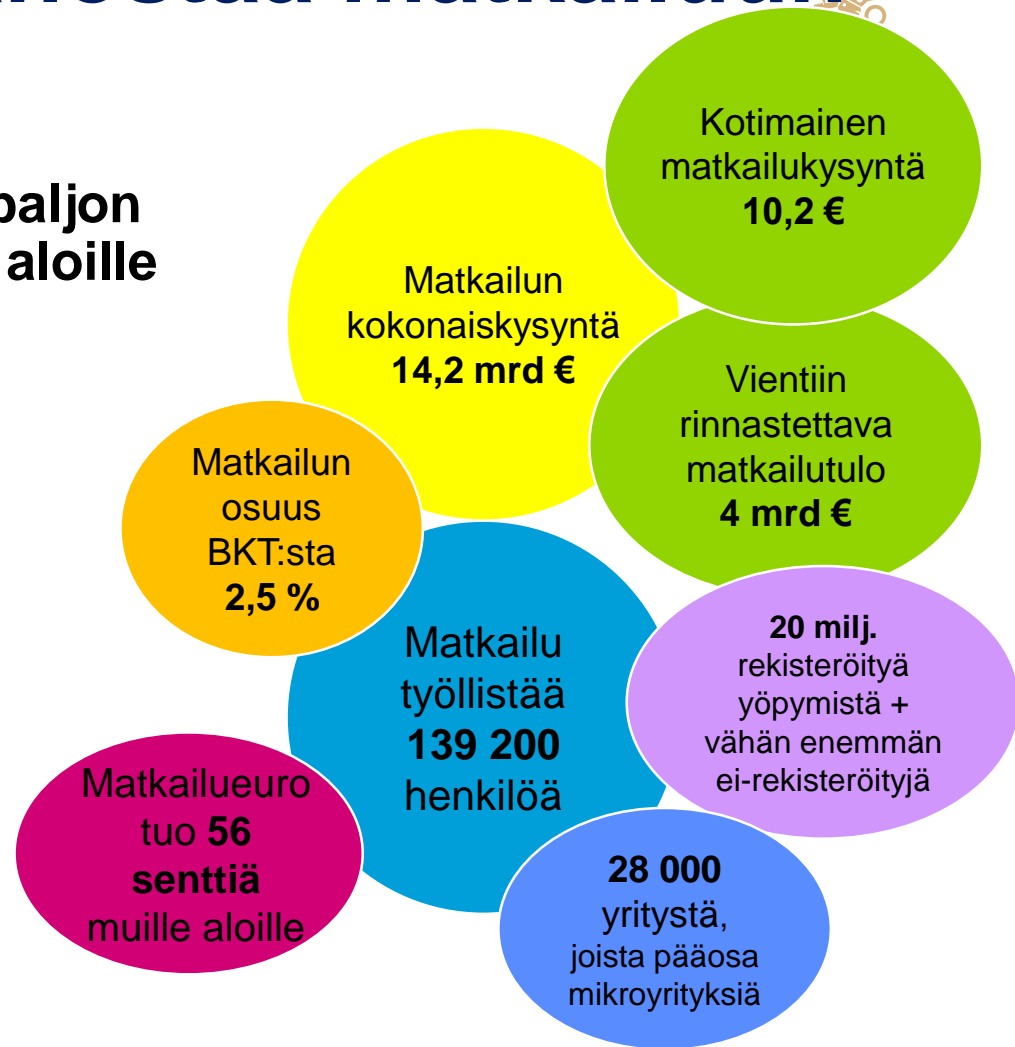 paljon
aloille
Kotimainen
matkailukysyntä
10,2 €
Matkailun
kokonaiskysyntä
14,2 mrd €
Vientiin
rinnastettava
matkailutulo
4 mrd €
Matkailun
osuus
BKT:sta
2,5 %
Matkailu
työllistää
139 200
henkilöä
20 milj.
rekisteröityä
yöpymistä +
vähän enemmän
ei-rekisteröityjä
Matkailueuro
tuo 56
senttiä
muille aloille
28 000
yritystä,
joista pääosa
mikroyrityksiä